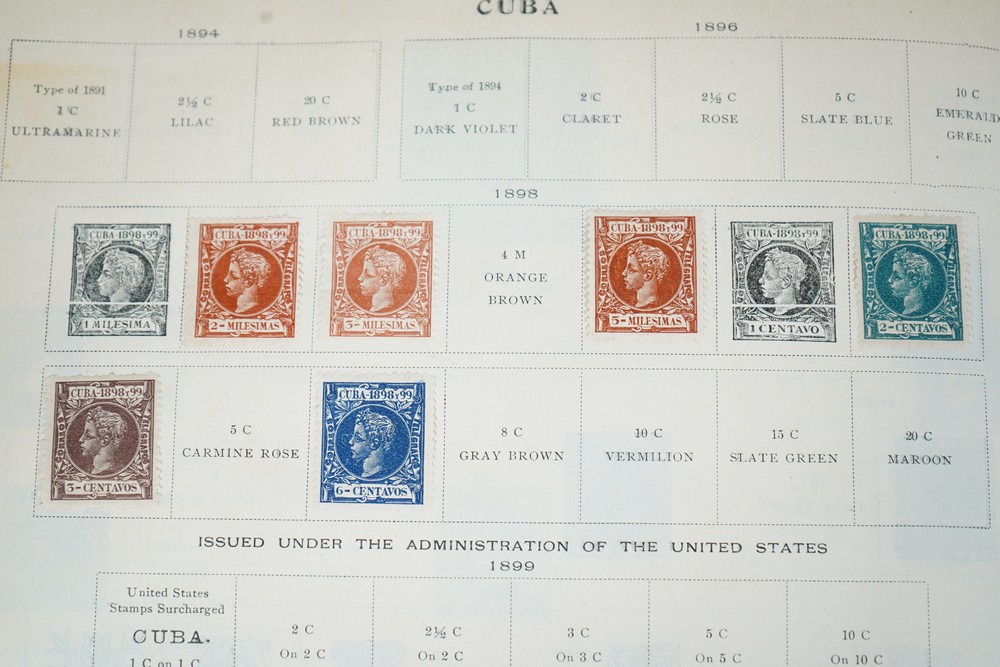 CUBA
1894
1896
Type of 1891
1 C
ULTRAMARINE
2½ C
LILAC
20 C
RED BROWN
Type of 1894
1 C
DARK VIOLET
2 C
CLARET
2½ C
ROSE
5 C
SLATE BLUE
10 C
EMERALD
GREEN
1898
CUBA·1898 Y 99
1 MILESIMA
CUBA·1898 Y 99
2-MILESIMAS
CUBA·1898 Y 99
3-MILESIMAS
4 M
ORANGE
BROWN
CUBA·1898 Y 99
5-MILESIMAS
CUBA·1898 Y 99
1 CENTAVO
CUBA·1898 Y 99
2-CENTAVOS
CUBA·1898 Y 99
3-CENTAVOS
5 C
CARMINE ROSE
CUBA·1898 Y 99
6-CENTAVOS
8 C
GRAY BROWN
10 C
VERMILION
15 C
SLATE GREEN
20 C
MAROON
ISSUED UNDER THE ADMINISTRATION OF THE UNITED STATES
1899
United States
Stamps Surcharged
CUBA.
1 C on 1 C
2 C
On 2 C
2½ C
On 2 C
3 C
On 3 C
5 C
On 5 C
10 C
On 10 C